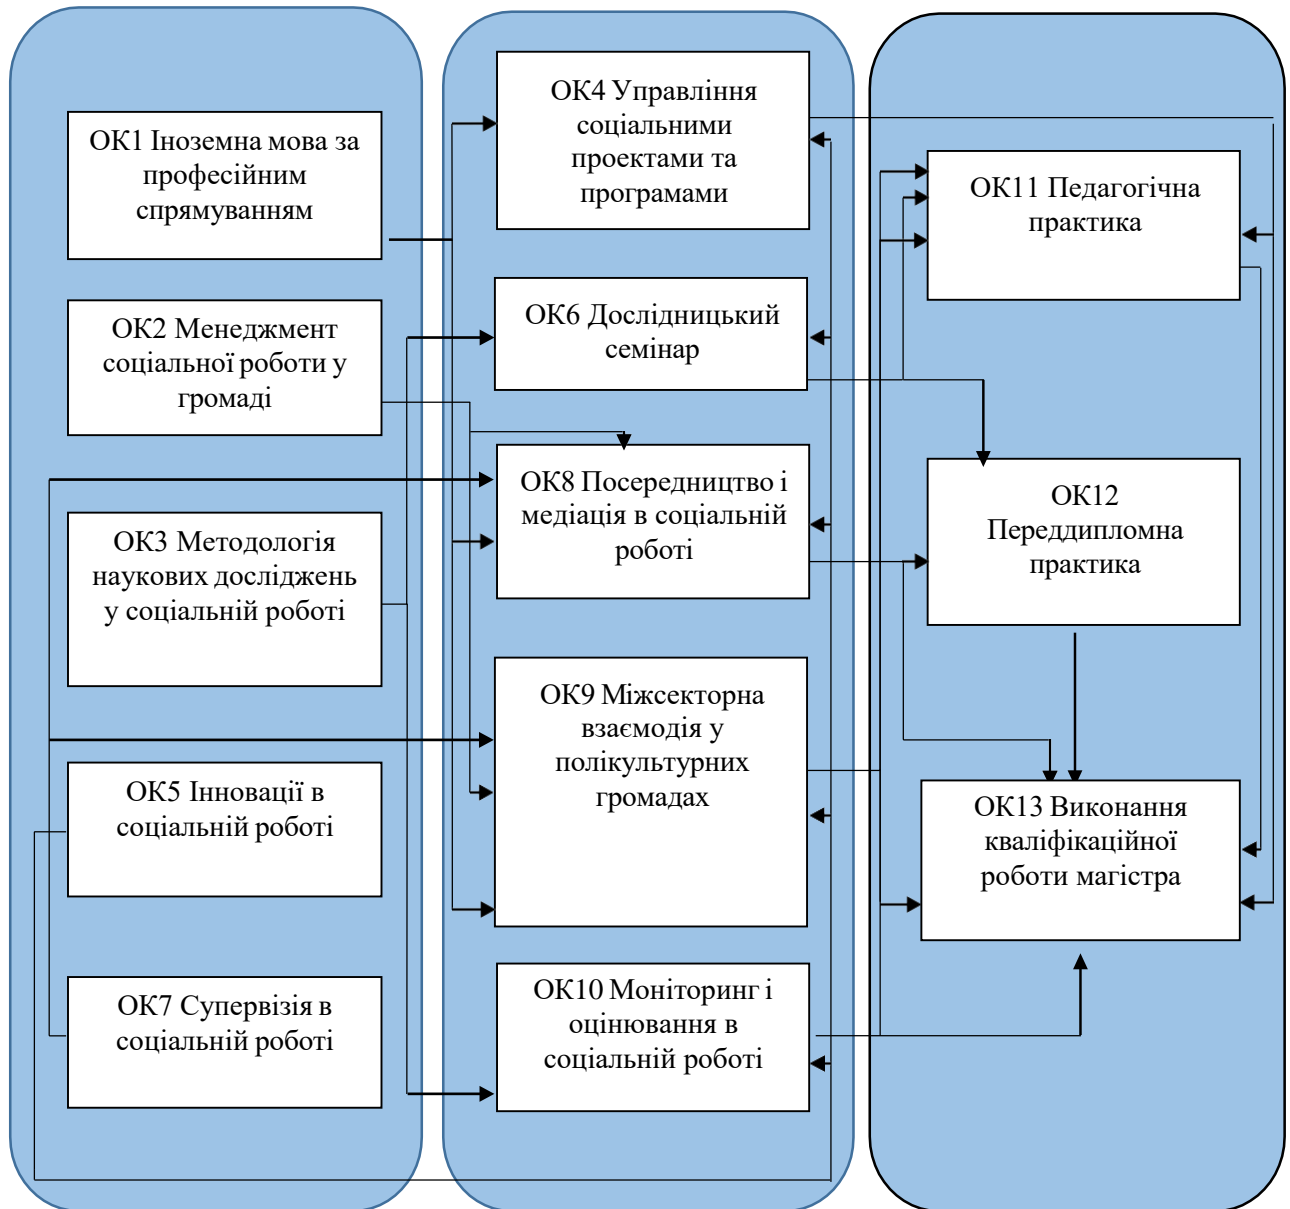 ОК1 Іноземна мова за
професійним
спрямуванням
ОК2 Менеджмент
соціальної роботи у
громаді
ОК3 Методологія
наукових досліджень
у соціальній роботі
ОК5 Інновації в
соціальній роботі
ОК7 Супервізія в
соціальній роботі
ОК4 Управління
соціальними
проектами та
програмами
ОК6 Дослідницький
семінар
ОК8 Посередництво і
медіація в соціальній
роботі
ОК9 Міжсекторна
взаємодія у
полікультурних
громадах
ОК10 Моніторинг і
оцінювання в
соціальній роботі
ОК11 Педагогічна
практика
ОК12
Переддипломна
практика
ОК13 Виконання
кваліфікаційної
роботи магістра